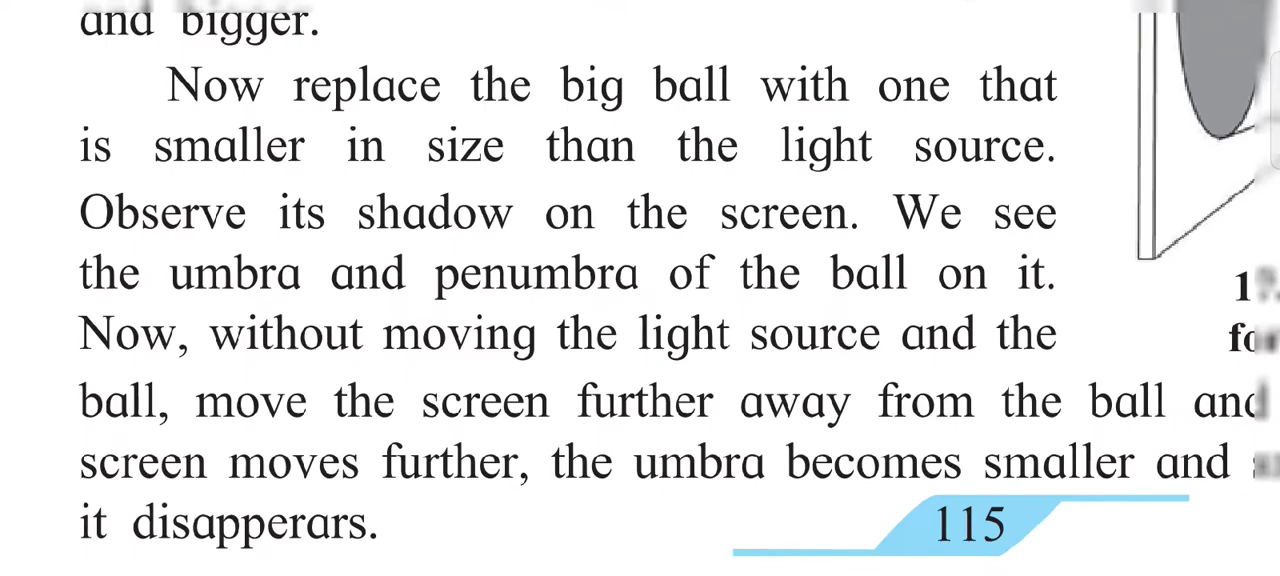 and bigger.
Now replace the big ball with one that
is smaller in size than the light source.
Observe its shadow on the screen. We see
the umbra and penumbra of the ball on it.
Now, without moving the light source and the
ball, move the screen further away from the ball and
screen moves further, the umbra becomes smaller and
it disapperars.
115